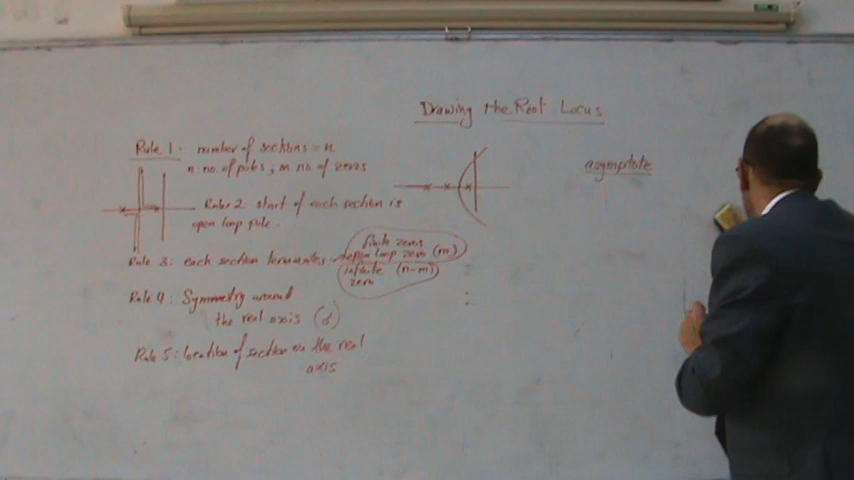 Drawing the Root Locus
Rule 1: number of sections = n
n: no. of poles; m no. of zeros
Rule 2: start of each section is
open loop pole.
Rule 3: each section terminates
finite zeros
open loop zero (m)
infinite (n-m)
zero
Rule 4: Symmetry around
the real axis (σ)
Rule 5: location of section on the real
axis
asymptote